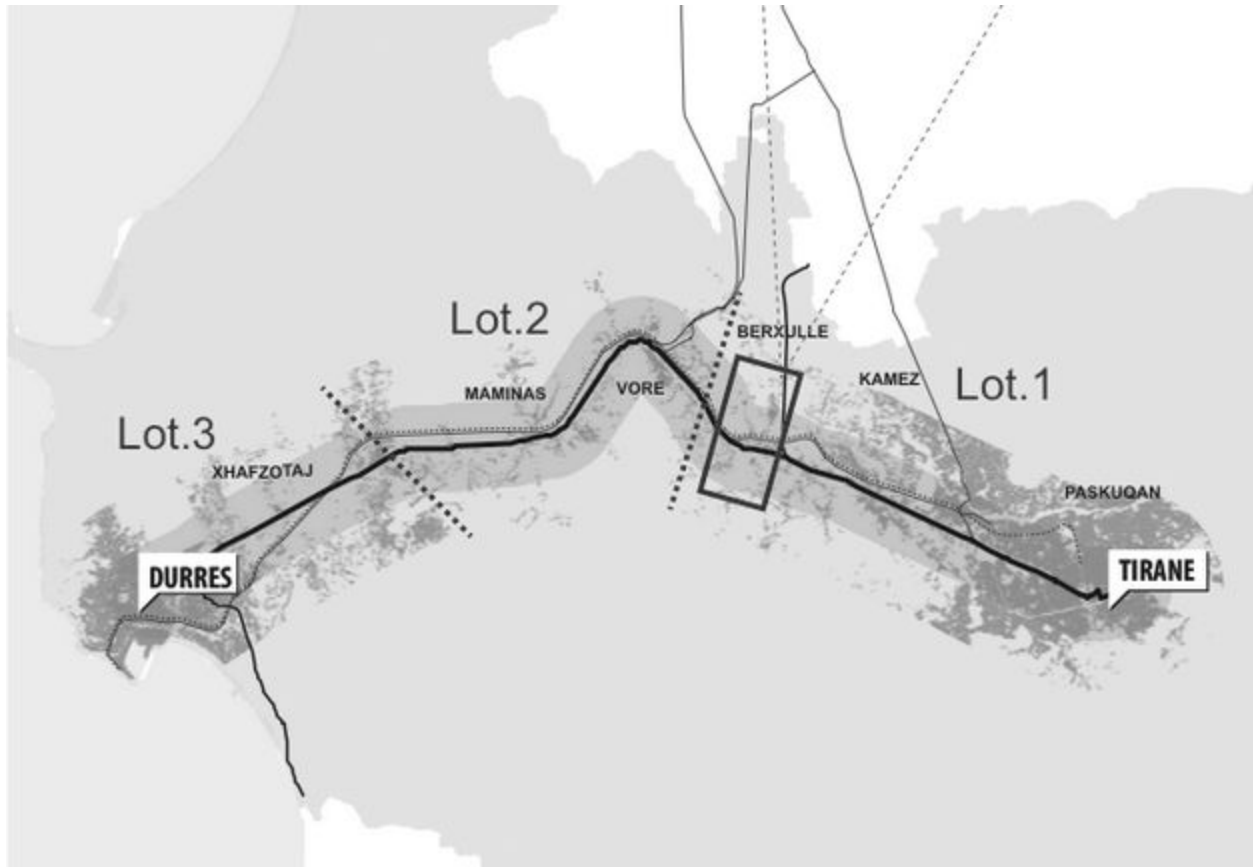 BERXULLE
Lot.2
KAMEZ
Lot.1
MAMINAS
VORE
Lot.3
XHAFZOTAJ
PASKUQAN
DURRES
TIRANE